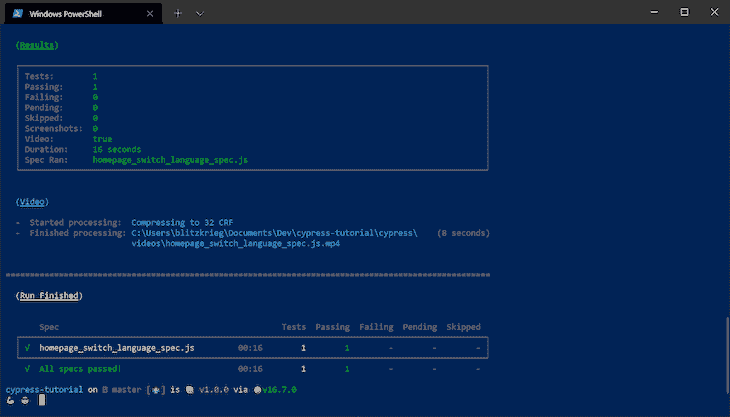 Windows PowerShell
(Results)
Tests: 1
Passing: 1
Failing: 0
Pending: 0
Skipped: 0
Screenshots: 0
Video: true
Duration: 16 seconds
Spec Ran: homepage_switch_language_spec.js
(Video)
- Started processing: Compressing to 32 CRF
- Finished processing: C:\Users\blitzkrieg\Documents\Dev\cypress-tutorial\cypress\ (8 seconds)
videos\homepage_switch_language_spec.js.mp4
(Run Finished)
Spec Tests Passing Failing Pending Skipped
√ homepage_switch_language_spec.js 00:16 1 1 - - -
√ All specs passed! 00:16 1 1 - - -
cypress-tutorial on master [] is v1.0.0 via v16.7.0